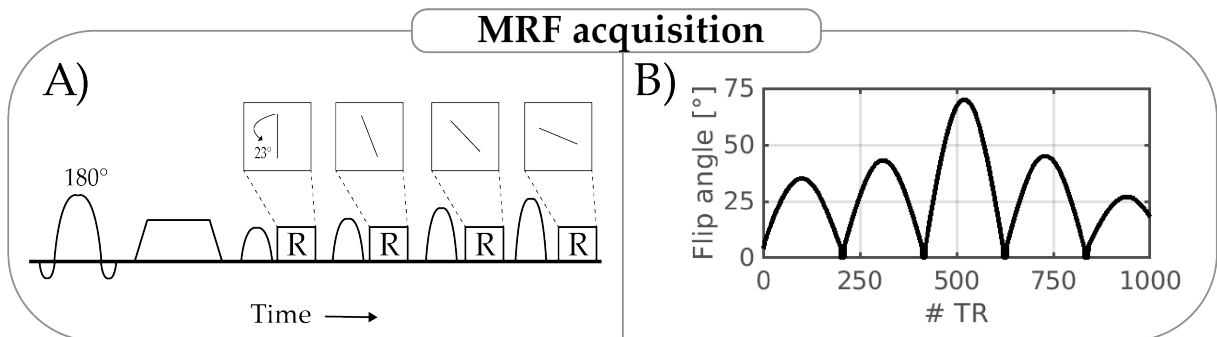 MRF acquisition
A)
23°
180°
R R R R
Time
B)
Flip angle [°]
75
50
25
0
0 250 500 750 1000
# TR